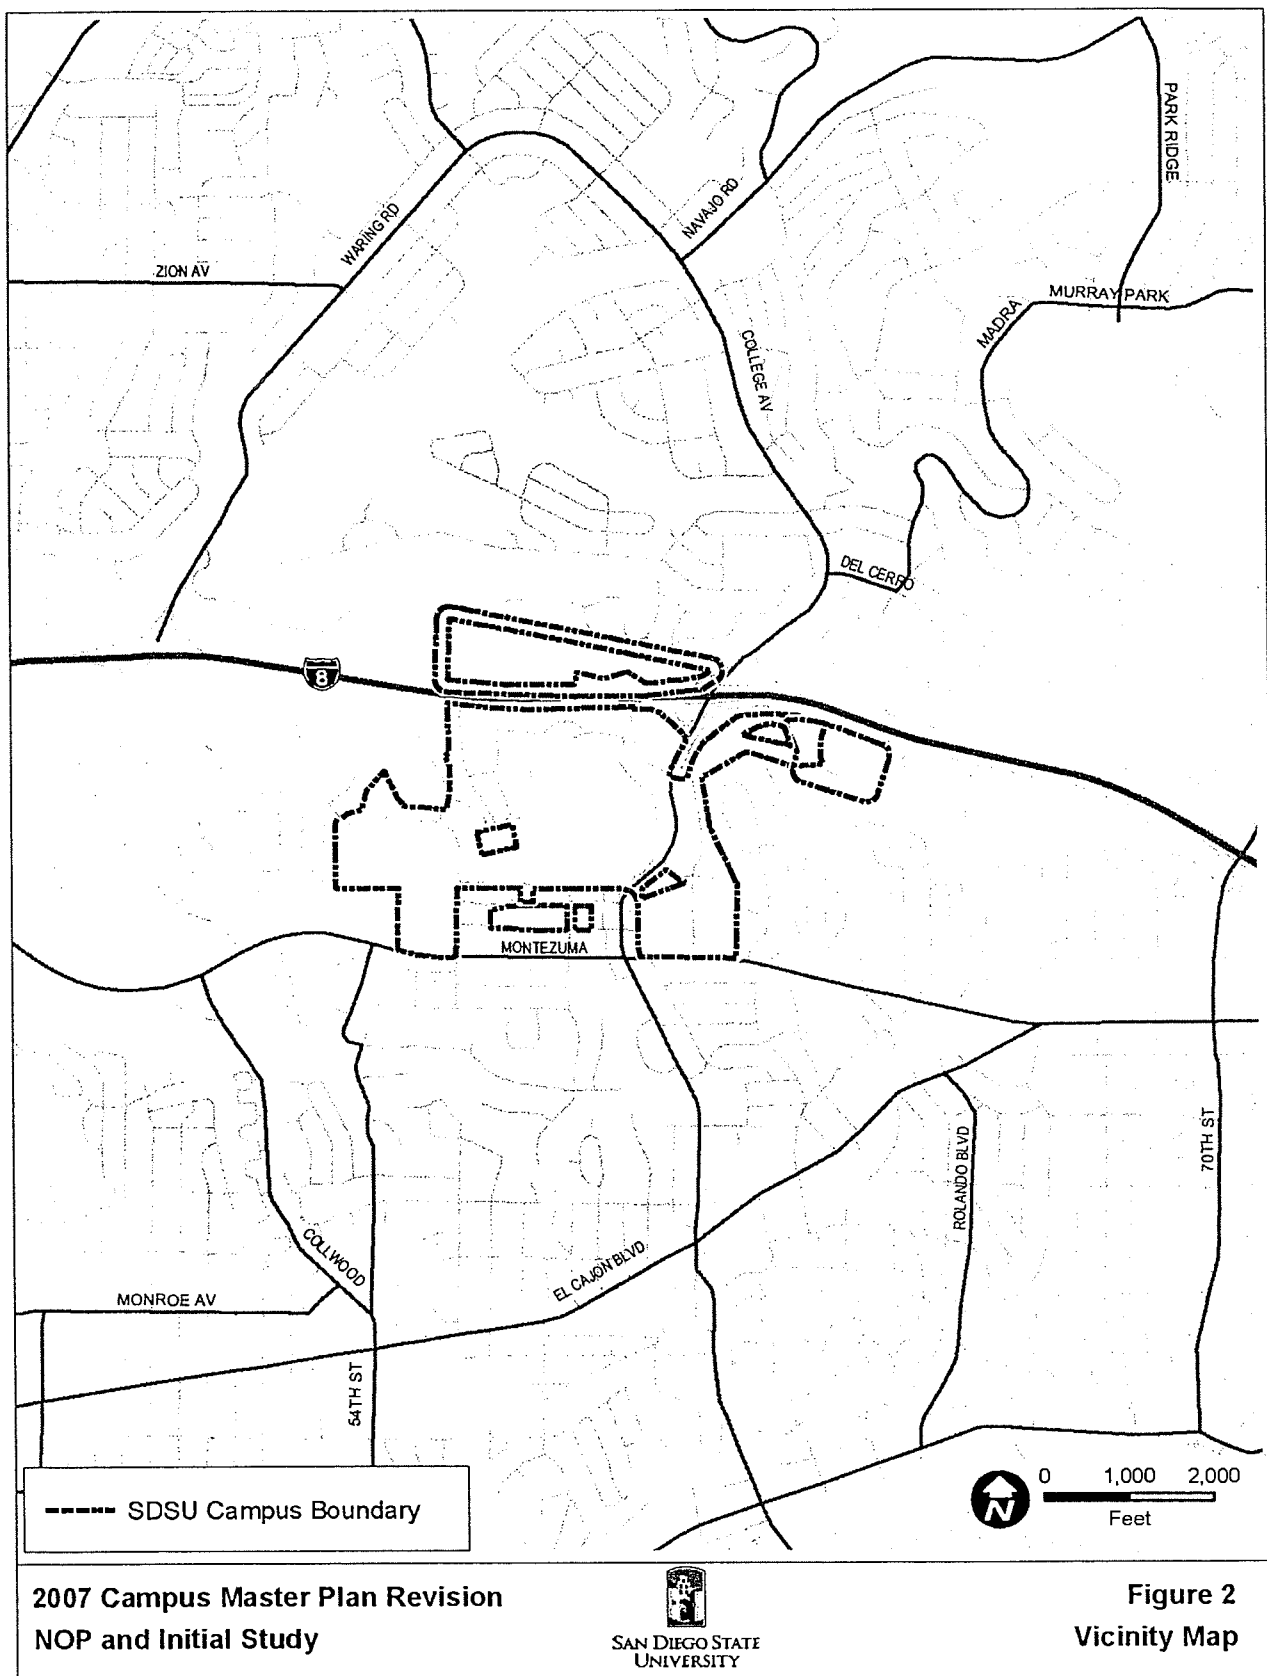 PARK RIDGE
NAVAJO RD
WARING RD
ZION AV
MURRAY PARK
MADRA
COLLEGE AV
DEL CERRO
8
MONTEZUMA
70TH ST
ROLANDO BLVD
COLLWOOD
EL CAJON BLVD
MONROE AV
54TH ST
0 1,000 2,000
Feet
N
SDSU Campus Boundary
2007 Campus Master Plan Revision
NOP and Initial Study
SAN DIEGO STATE
UNIVERSITY
Figure 2
Vicinity Map